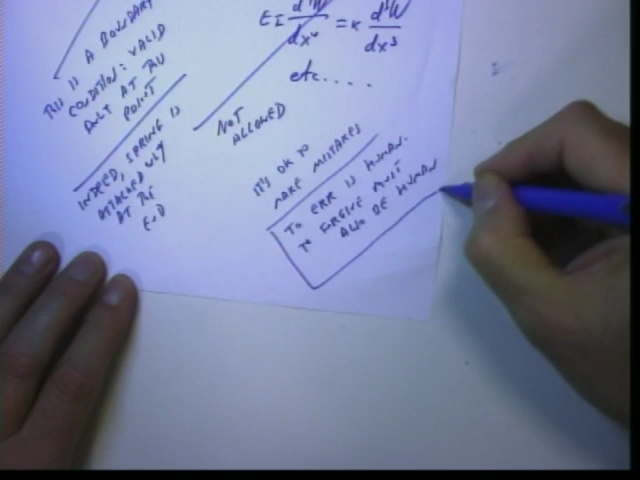 THIS IS A BOUNDARY
CONDITION: VALID
ONLY AT THE
POINT
INDEED, SPRING IS
ATTACHED ONLY
AT THE
END
EI d⁴W/dx⁴ = K d³W/dx³
etc....
NOT
ALLOWED
IT'S OK TO
MAKE MISTAKES
TO ERR IS HUMAN.
TO FORGIVE MUST
ALSO BE HUMAN